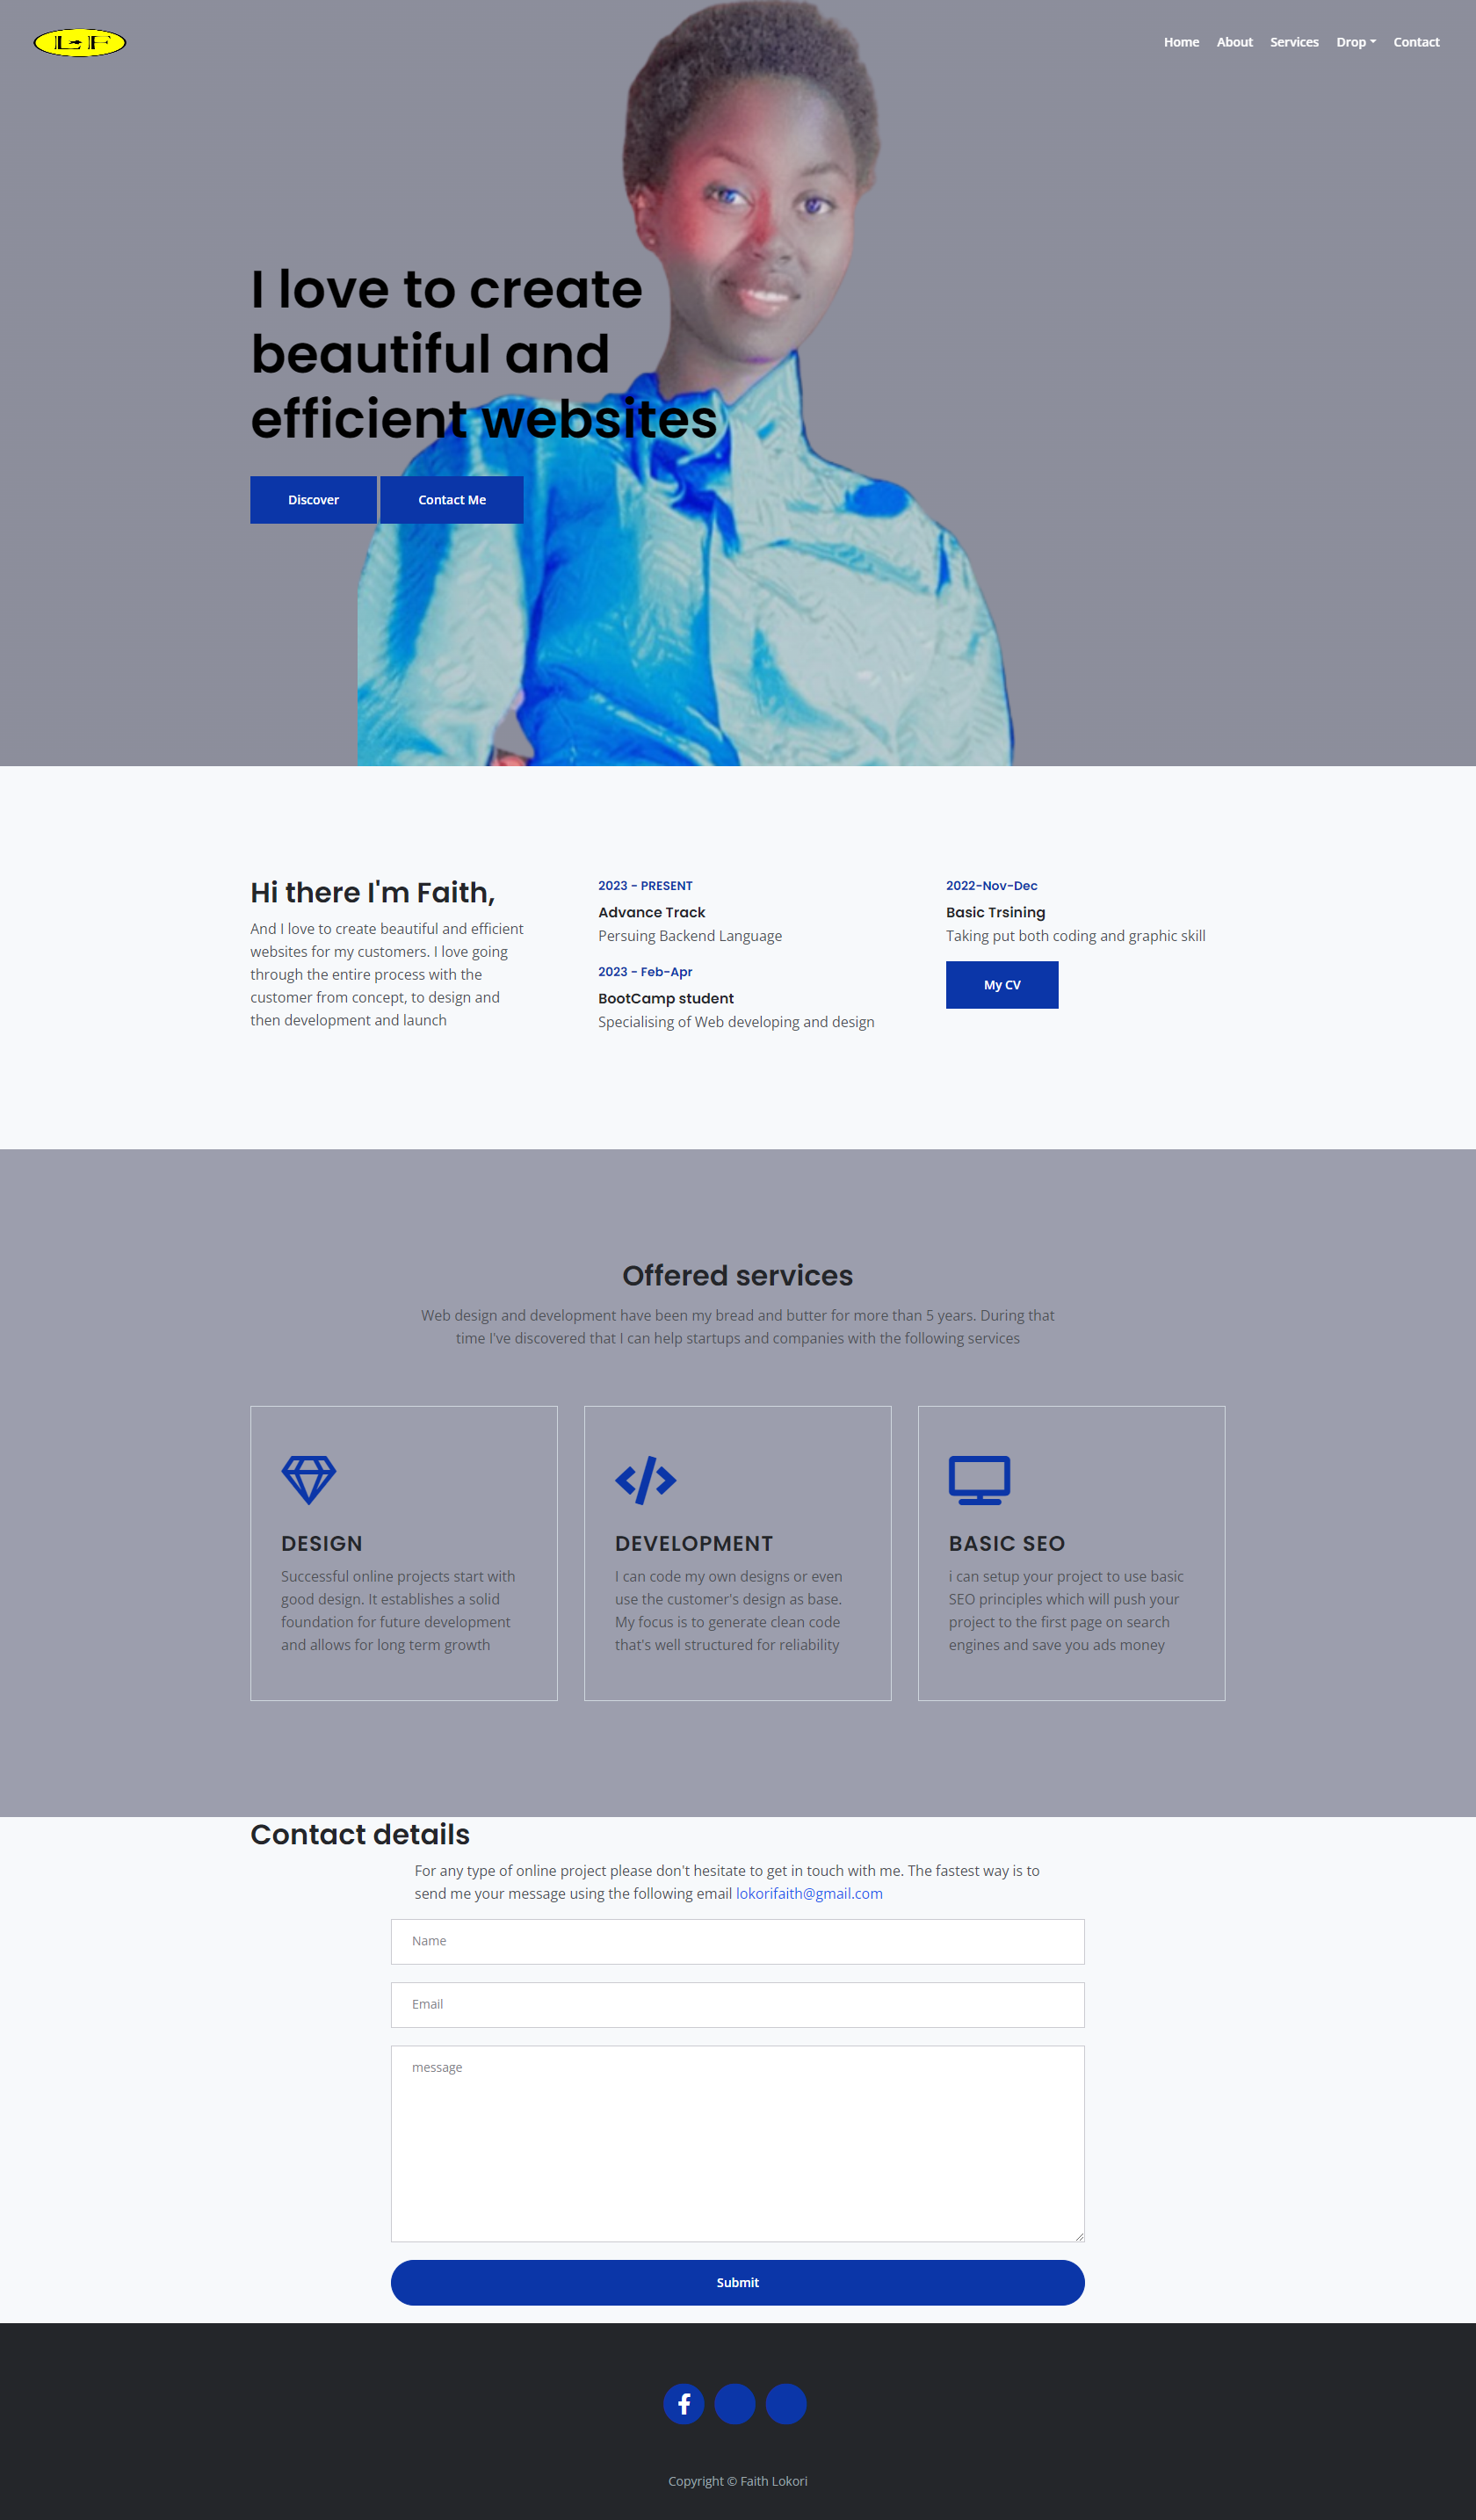 L F
Home About Services Drop Contact
I love to create
beautiful and
efficient websites
Discover Contact Me
Hi there I'm Faith,
And I love to create beautiful and efficient
websites for my customers. I love going
through the entire process with the
customer from concept, to design and
then development and launch
2023 - PRESENT
Advance Track
Persuing Backend Language
2023 - Feb-Apr
BootCamp student
Specialising of Web developing and design
2022-Nov-Dec
Basic Trsining
Taking put both coding and graphic skill
My CV
Offered services
Web design and development have been my bread and butter for more than 5 years. During that
time I've discovered that I can help startups and companies with the following services
DESIGN
Successful online projects start with
good design. It establishes a solid
foundation for future development
and allows for long term growth
DEVELOPMENT
I can code my own designs or even
use the customer's design as base.
My focus is to generate clean code
that's well structured for reliability
BASIC SEO
i can setup your project to use basic
SEO principles which will push your
project to the first page on search
engines and save you ads money
Contact details
For any type of online project please don't hesitate to get in touch with me. The fastest way is to
send me your message using the following email lokorifaith@gmail.com
Name
Email
message
Submit
Copyright © Faith Lokori